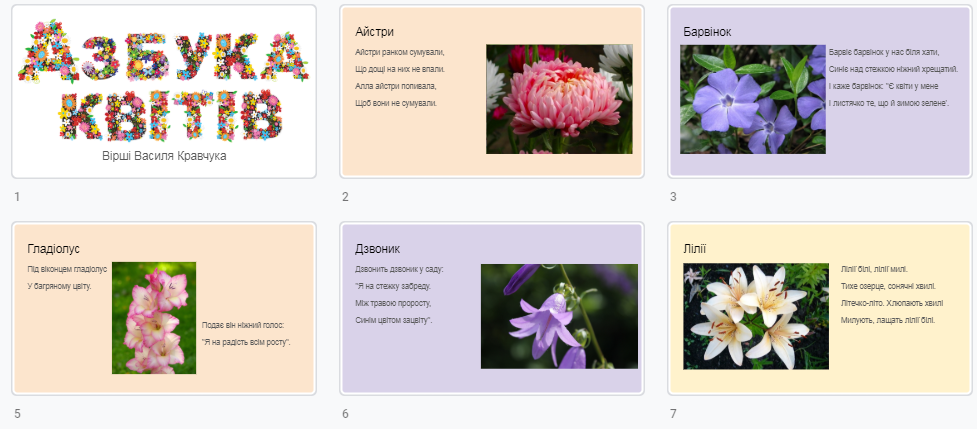 АЗБУКА
КВІТІВ
Вірші Василя Кравчука
1
Айстри
Айстри ранком сумували,
Що дощі на них не впали.
Алла айстри поливала,
Щоб вони не сумували.
2
Барвінок
Барвіє барвінок у нас біля хати,
Синіє над стежкою ніжний хрещатий.
І каже барвінок: "Є квіти у мене
І листячко те, що й зимою зелене'.
3
Гладіолус
Під віконцем гладіолус
У багряному цвіту.
Подає він ніжний голос:
"Я на радість всім росту".
5
Дзвоник
Дзвонить дзвоник у саду:
"Я на стежку забреду.
Між травою проросту,
Синім цвітом зацвіту".
6
Лілії
Лілії білі, лілії милі.
Тихе озерце, сонячні хвилі.
Літечко-літо. Хлюпають хвилі
Милують, лащать лілії білі.
7